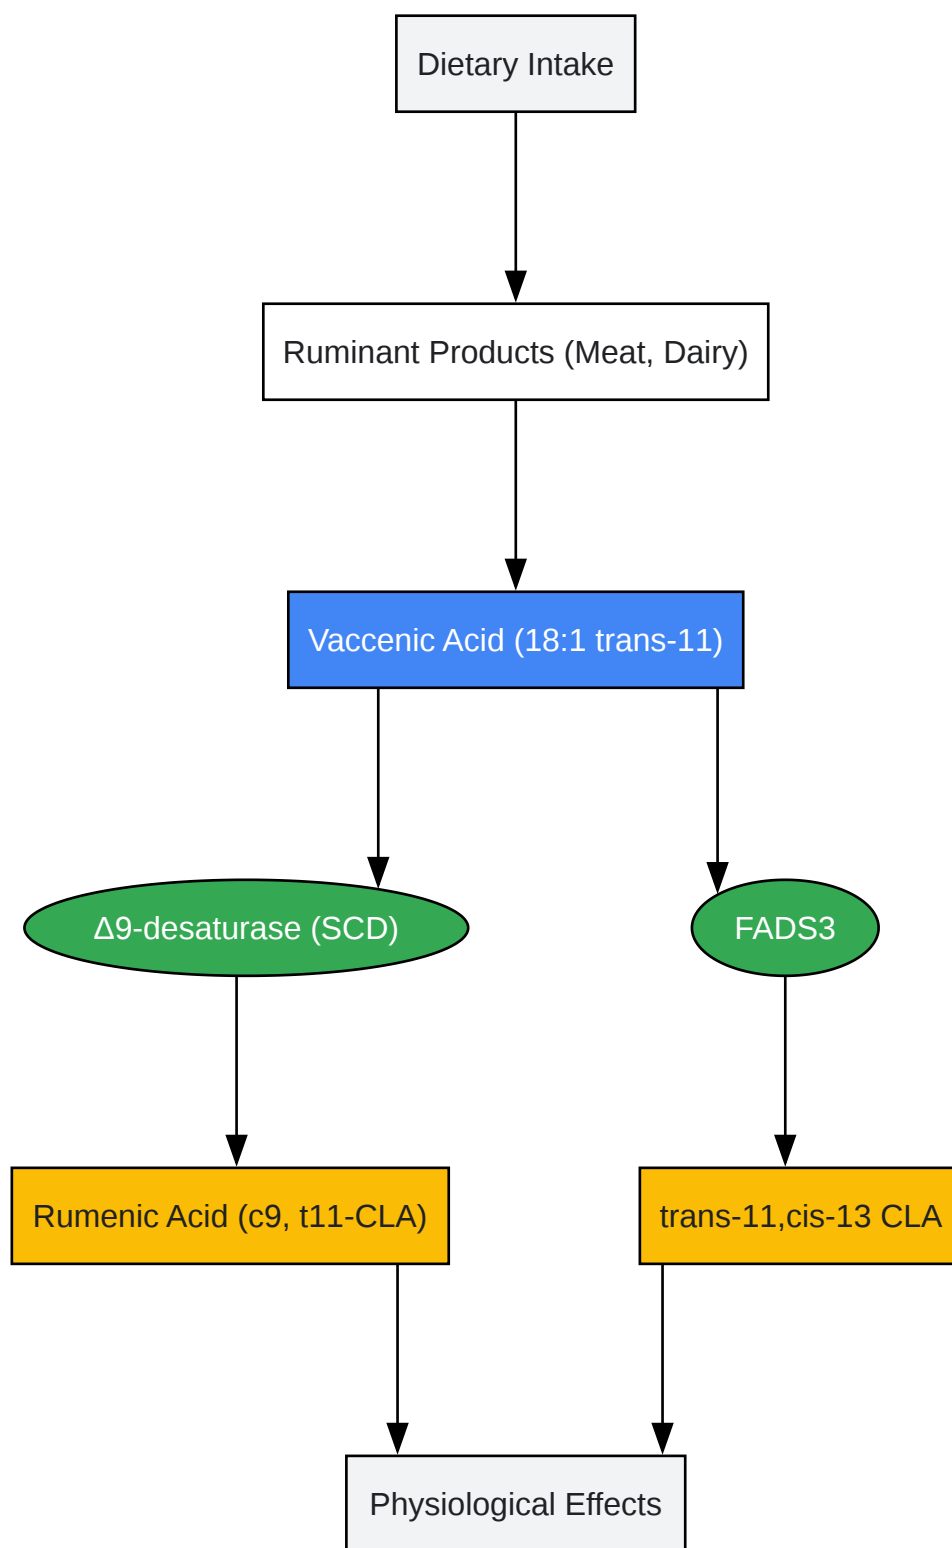 Dietary Intake
Ruminant Products (Meat, Dairy)
Vaccenic Acid (18:1 trans-11)
Δ9-desaturase (SCD)
FADS3
Rumenic Acid (c9, t11-CLA)
trans-11,cis-13 CLA
Physiological Effects